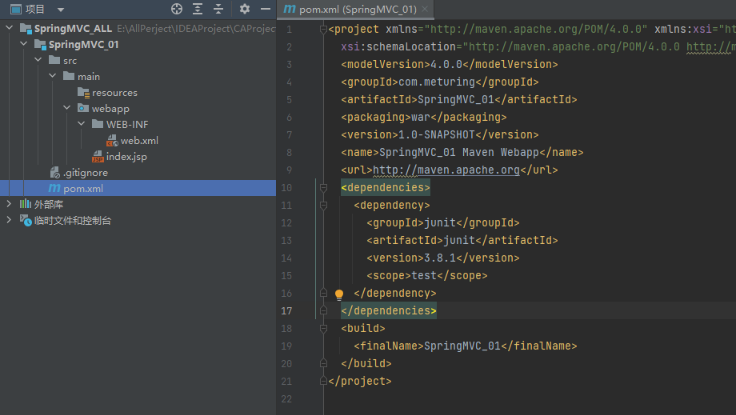 项目
SpringMVC_ALL E:\AllPerject\IDEAProject\CAProjec
SpringMVC_01
src
main
resources
webapp
WEB-INF
web.xml
index.jsp
.gitignore
pom.xml
外部库
临时文件和控制台
pom.xml (SpringMVC_01)
1 <project xmlns="http://maven.apache.org/POM/4.0.0" xmlns:xsi="ht
2 xsi:schemaLocation="http://maven.apache.org/POM/4.0.0 http://m
3 <modelVersion>4.0.0</modelVersion>
4 <groupId>com.meturing</groupId>
5 <artifactId>SpringMVC_01</artifactId>
6 <packaging>war</packaging>
7 <version>1.0-SNAPSHOT</version>
8 <name>SpringMVC_01 Maven Webapp</name>
9 <url>http://maven.apache.org</url>
10 <dependencies>
11 <dependency>
12 <groupId>junit</groupId>
13 <artifactId>junit</artifactId>
14 <version>3.8.1</version>
15 <scope>test</scope>
16 </dependency>
17 </dependencies>
18 <build>
19 <finalName>SpringMVC_01</finalName>
20 </build>
21 </project>
22